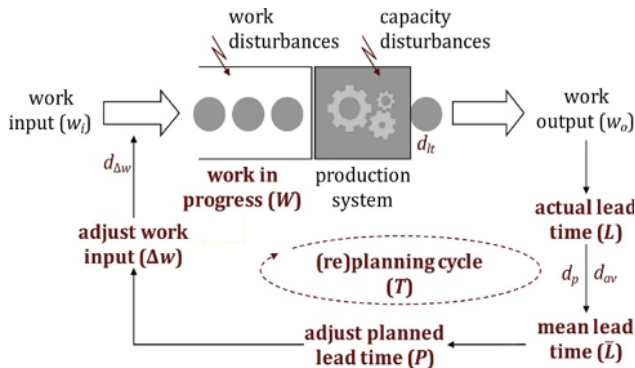 work
disturbances
capacity
disturbances
work
input (wᵢ)
work
output (wₒ)
dₗₜ
d_Δw
work in
progress (W)
production
system
actual lead
time (L)
adjust work
input (Δw)
(re)planning cycle
(T)
dₚ
dₐᵥ
adjust planned
lead time (P)
mean lead
time (L̄)